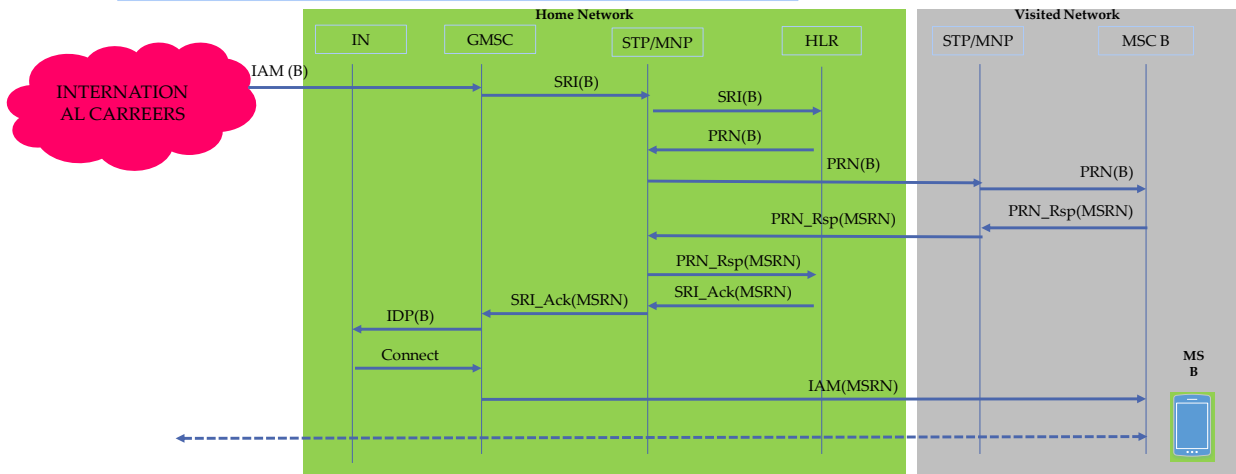 Home Network
Visited Network
IN
GMSC
STP/MNP
HLR
STP/MNP
MSC B
INTERNATION
AL CARREERS
IAM (B)
SRI(B)
SRI(B)
PRN(B)
PRN(B)
PRN(B)
PRN_Rsp(MSRN)
PRN_Rsp(MSRN)
PRN_Rsp(MSRN)
SRI_Ack(MSRN)
SRI_Ack(MSRN)
IDP(B)
Connect
MS
B
IAM(MSRN)